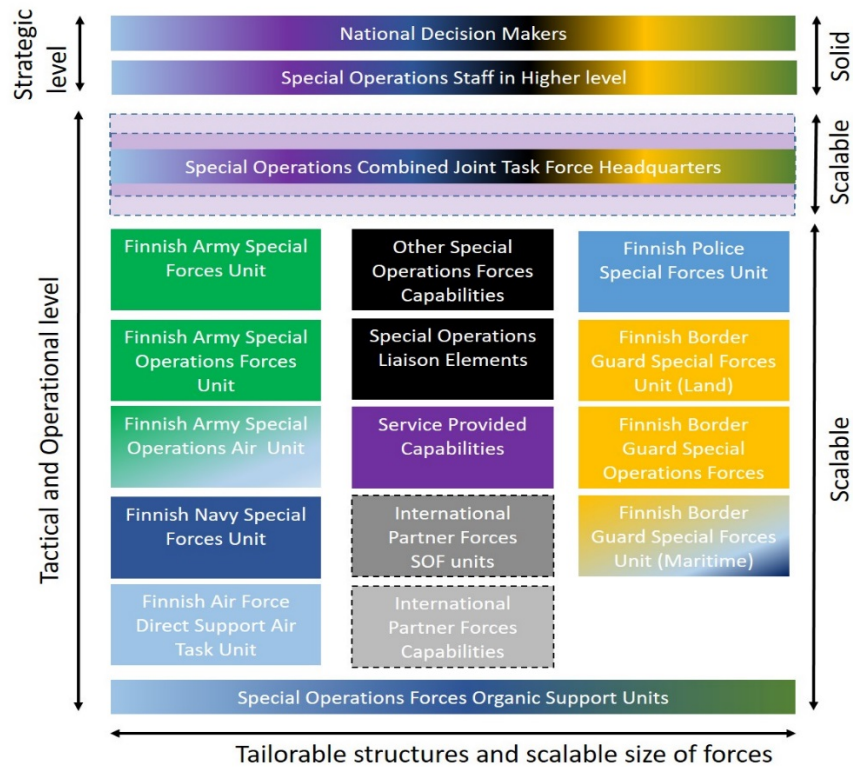 Strategic
level
National Decision Makers
Special Operations Staff in Higher level
Solid
Special Operations Combined Joint Task Force Headquarters
Scalable
Tactical and Operational level
Finnish Army Special
Forces Unit
Finnish Army Special
Operations Forces
Unit
Finnish Army Special
Operations Air Unit
Finnish Navy Special
Forces Unit
Finnish Air Force
Direct Support Air
Task Unit
Other Special
Operations Forces
Capabilities
Special Operations
Liaison Elements
Service Provided
Capabilities
International
Partner Forces
SOF units
International
Partner Forces
Capabilities
Finnish Police
Special Forces Unit
Finnish Border
Guard Special Forces
Unit (Land)
Finnish Border
Guard Special
Operations Forces
Finnish Border
Guard Special Forces
Unit (Maritime)
Scalable
Special Operations Forces Organic Support Units
Tailorable structures and scalable size of forces